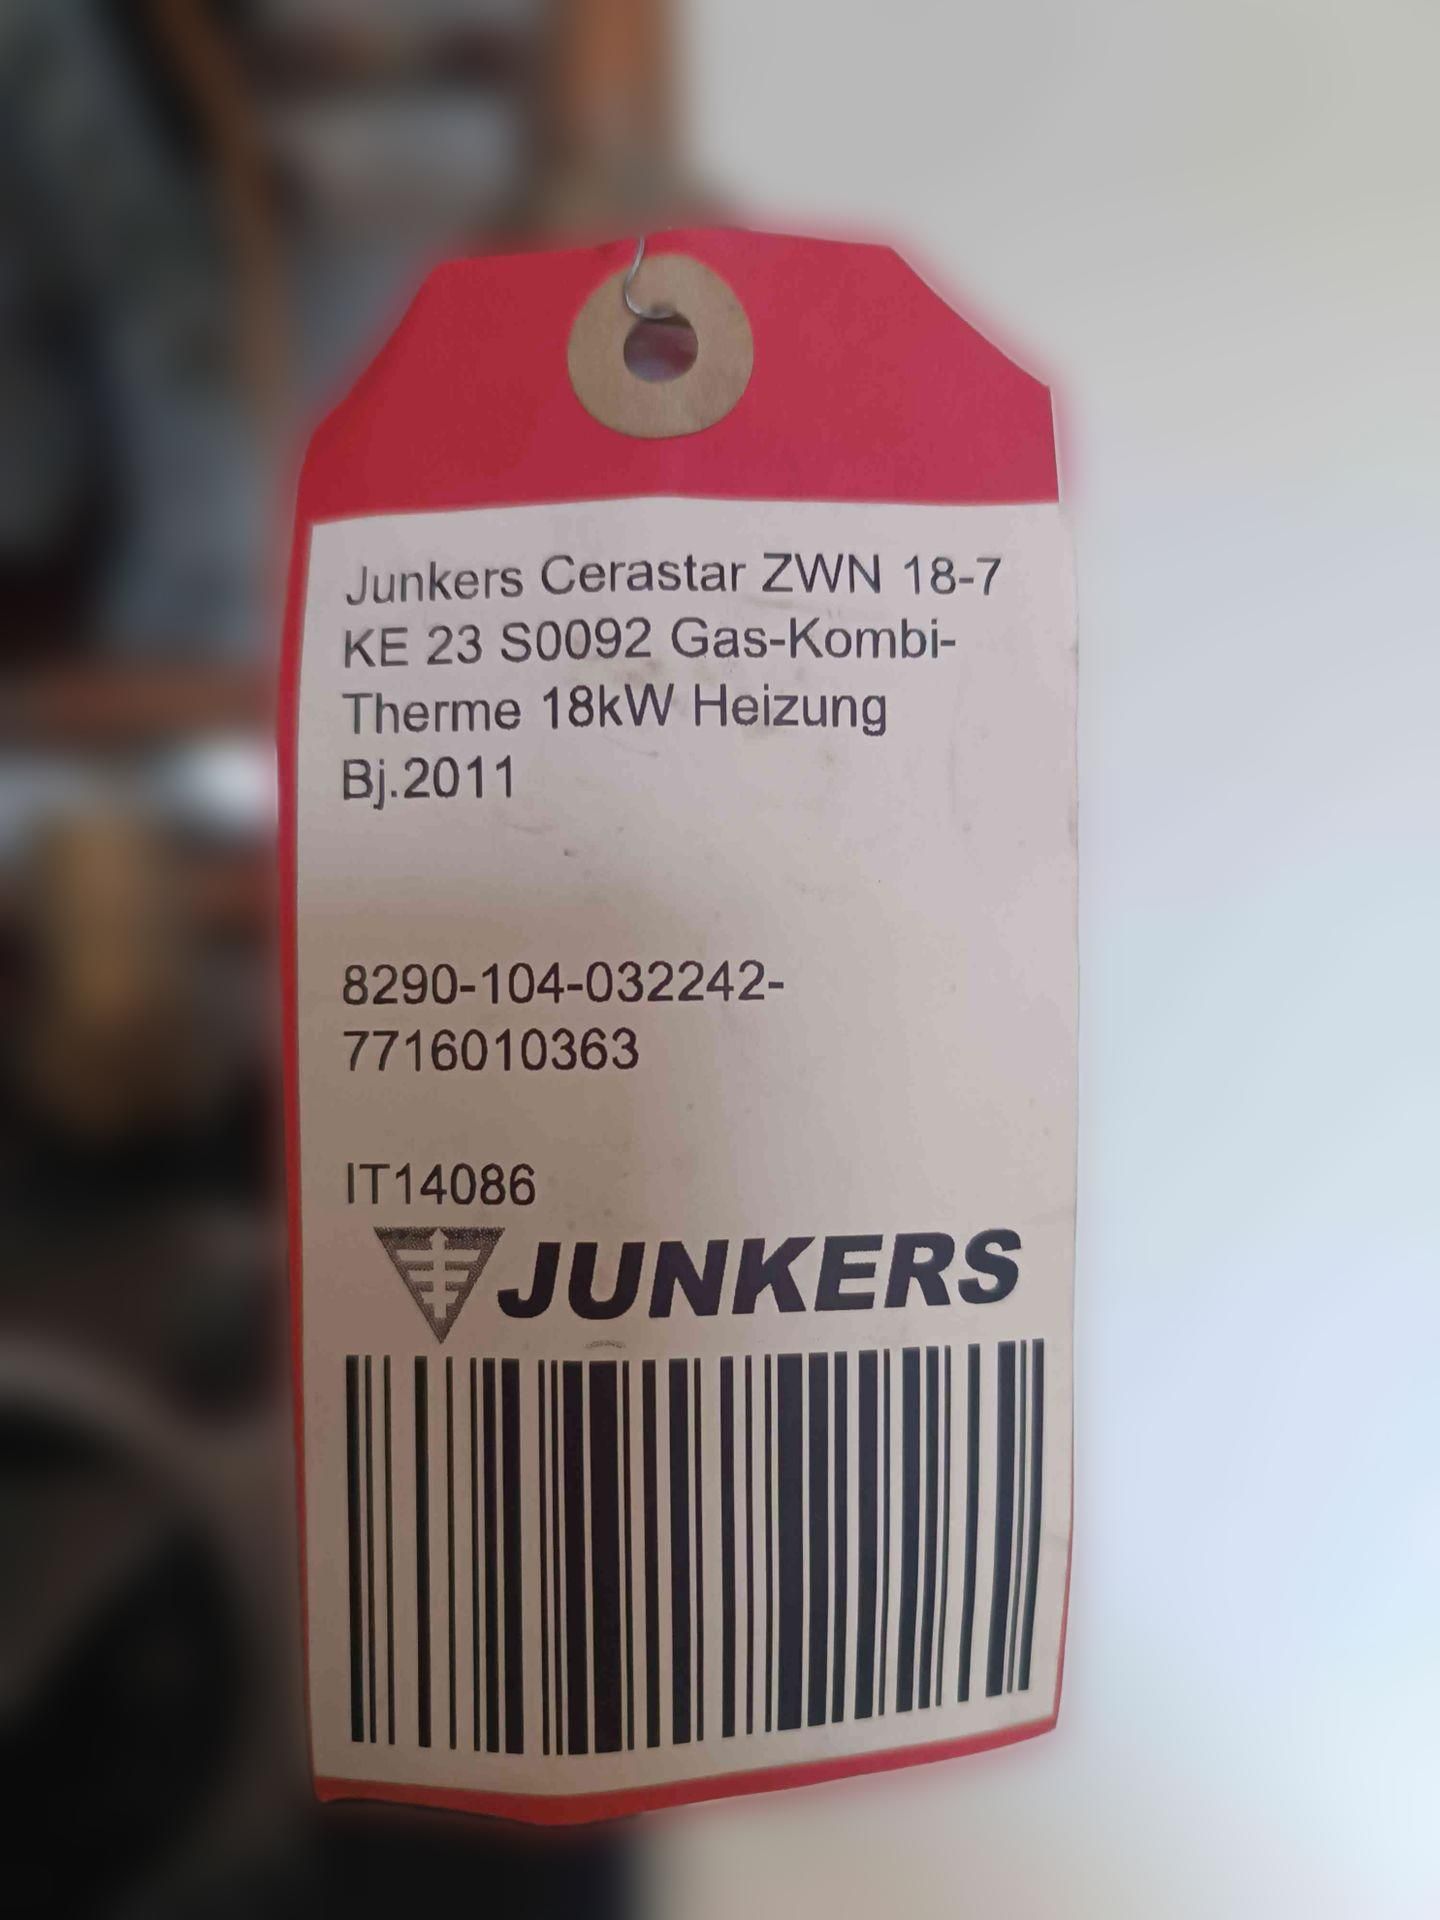 Junkers Cerastar ZWN 18-7
KE 23 S0092 Gas-Kombi-
Therme 18kW Heizung
Bj.2011
8290-104-032242-
7716010363
IT14086
JUNKERS